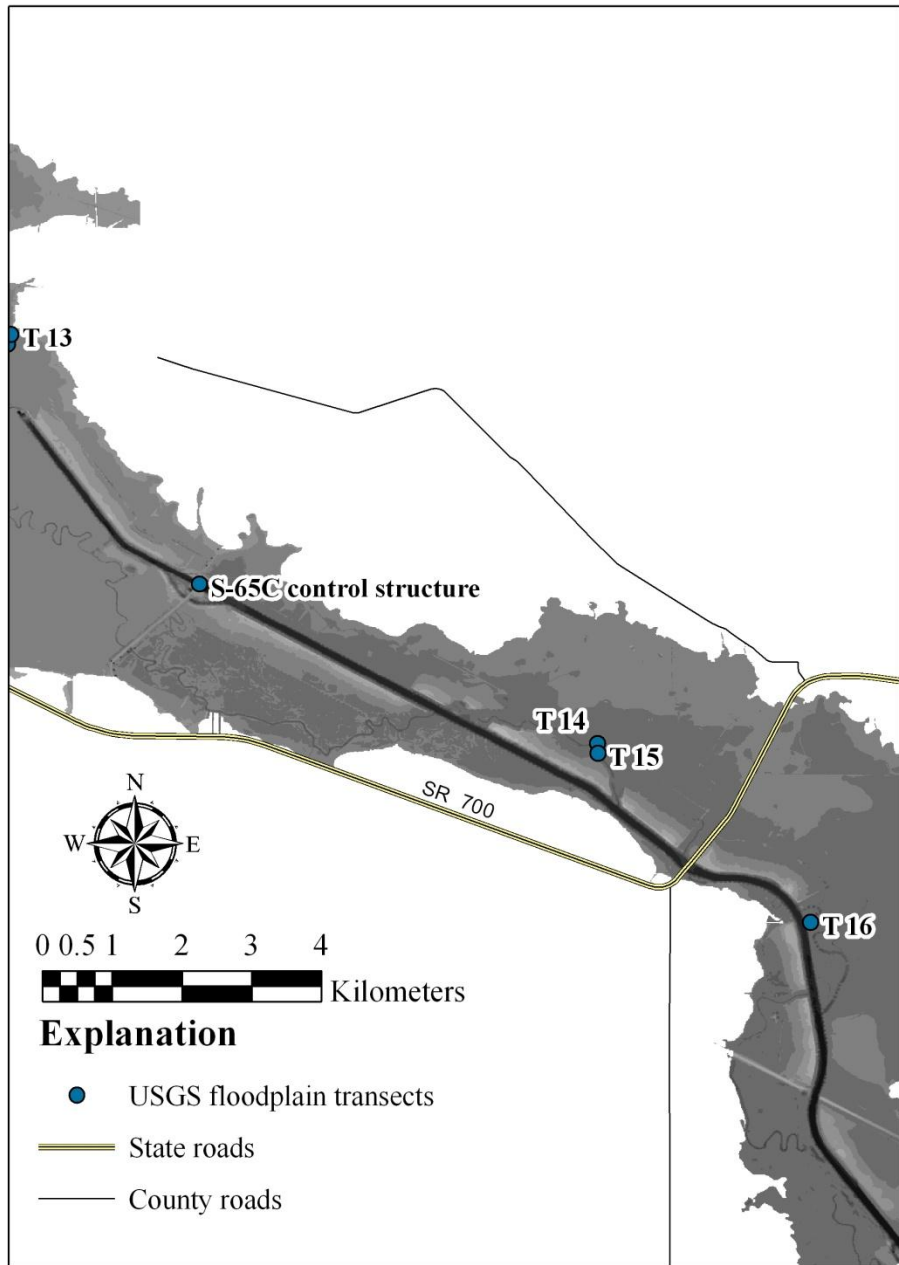 T 13
S-65C control structure
T 14
T 15
SR 700
T 16
N
W E
S
0 0.5 1 2 3 4
Kilometers
Explanation
USGS floodplain transects
State roads
County roads